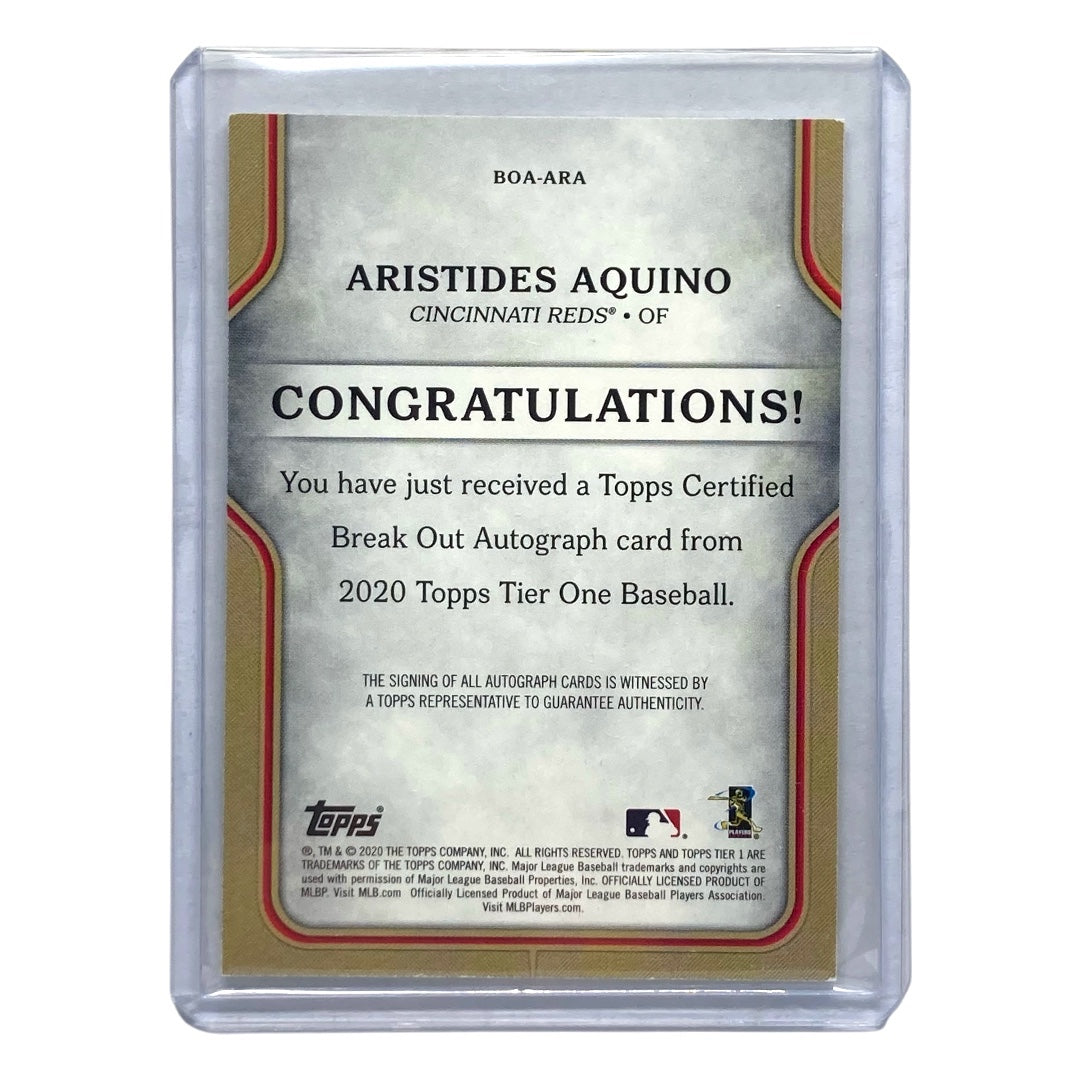 BOA-ARA
ARISTIDES AQUINO
CINCINNATI REDS® • OF
CONGRATULATIONS!
You have just received a Topps Certified
Break Out Autograph card from
2020 Topps Tier One Baseball.
THE SIGNING OF ALL AUTOGRAPH CARDS IS WITNESSED BY
A TOPPS REPRESENTATIVE TO GUARANTEE AUTHENTICITY.
Topps®
PLAYERS
®, TM & © 2020 THE TOPPS COMPANY, INC. ALL RIGHTS RESERVED. TOPPS AND TOPPS TIER 1 ARE
TRADEMARKS OF THE TOPPS COMPANY, INC. Major League Baseball trademarks and copyrights are
used with permission of Major League Baseball Properties, Inc. OFFICIALLY LICENSED PRODUCT OF
MLBP. Visit MLB.com Officially Licensed Product of Major League Baseball Players Association.
Visit MLBPlayers.com.